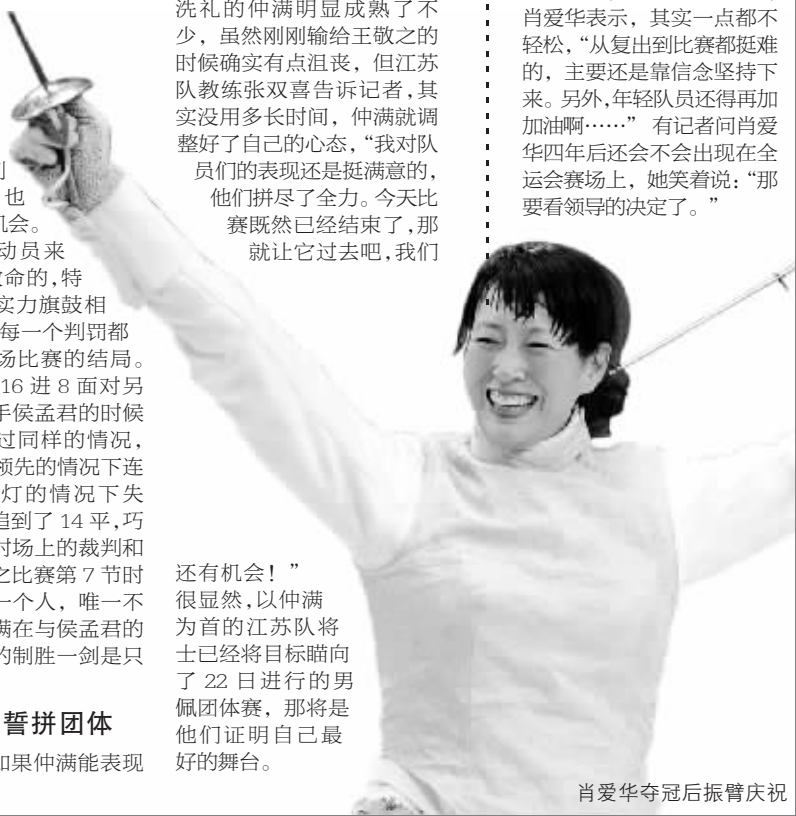 也
机会。
动员来
命的，特
实力旗鼓相
每一个判罚都
场比赛的结局。
16 进 8 面对另
手侯孟君的时候
过同样的情况，
领先的情况下连
灯的情况下失
追到了 14 平，巧
时场上的裁判和
之比赛第 7 节时
一个人，唯一不
满在与侯孟君的
的制胜一剑是只
誓拼团体
如果仲满能表现
洗礼的仲满明显成熟了不
少，虽然刚刚输给王敬之的
时候确实有点沮丧，但江苏
队教练张双喜告诉记者，其
实没用多长时间，仲满就调
整好了自己的心态，“我对队
员们的表现还是挺满意的，
他们拼尽了全力。今天比
赛既然已经结束了，那
就让它过去吧，我们
还有机会！”
很显然，以仲满
为首的江苏队将
士已经将目标瞄向
了 22 日进行的男
佩团体赛，那将是
他们证明自己最
好的舞台。
肖爱华表示，其实一点都不
轻松，“从复出到比赛都挺难
的，主要还是靠信念坚持下
来。另外，年轻队员还得再加
加油啊……” 有记者问肖爱
华四年后还会不会出现在全
运会赛场上，她笑着说：“那
要看领导的决定了。”
肖爱华夺冠后振臂庆祝